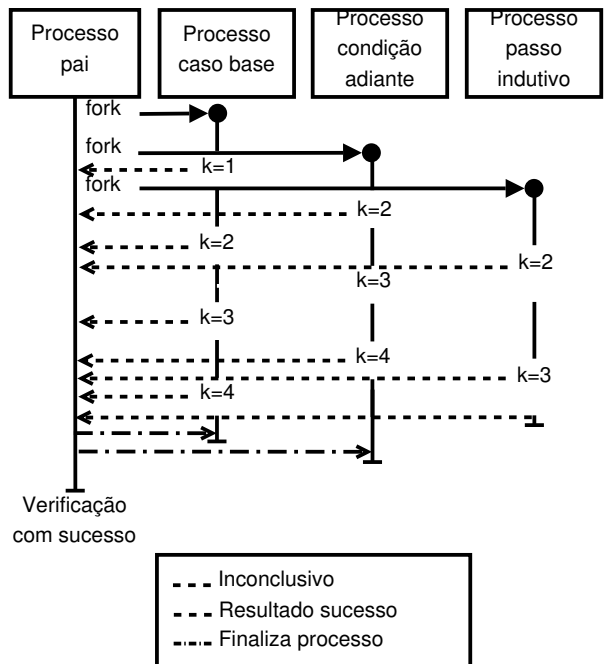 Processo
pai
Processo
caso base
Processo
condição
adiante
Processo
passo
indutivo
fork
fork
k=1
fork
k=2
k=2
k=2
k=3
k=3
k=4
k=3
k=4
Verificação
com sucesso
Inconclusivo
Resultado sucesso
Finaliza processo